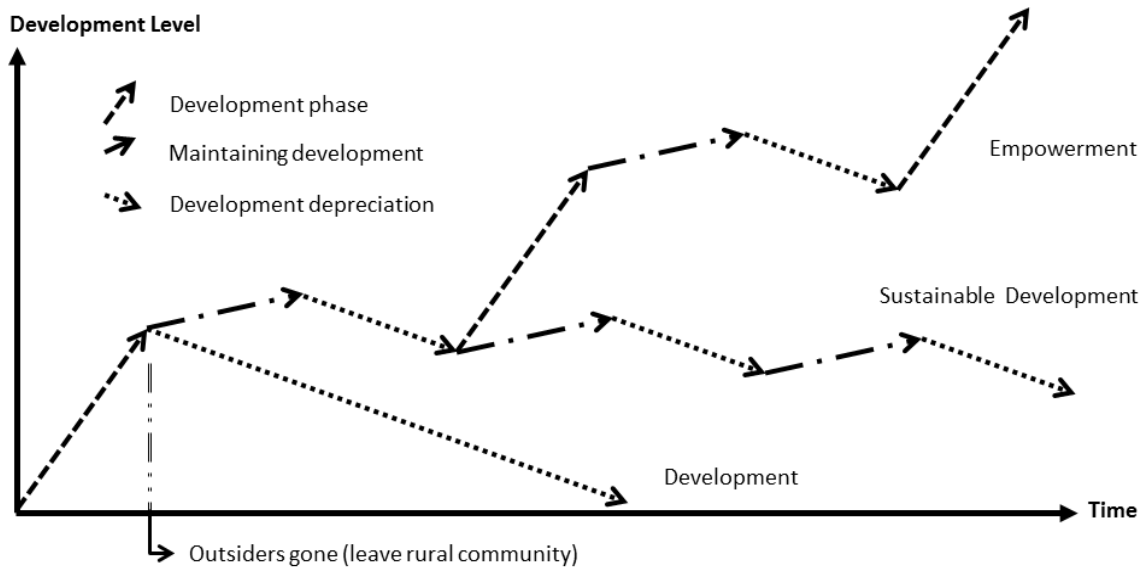 Development Level
Development phase
Maintaining development
Development depreciation
Empowerment
Sustainable Development
Development
Time
Outsiders gone (leave rural community)